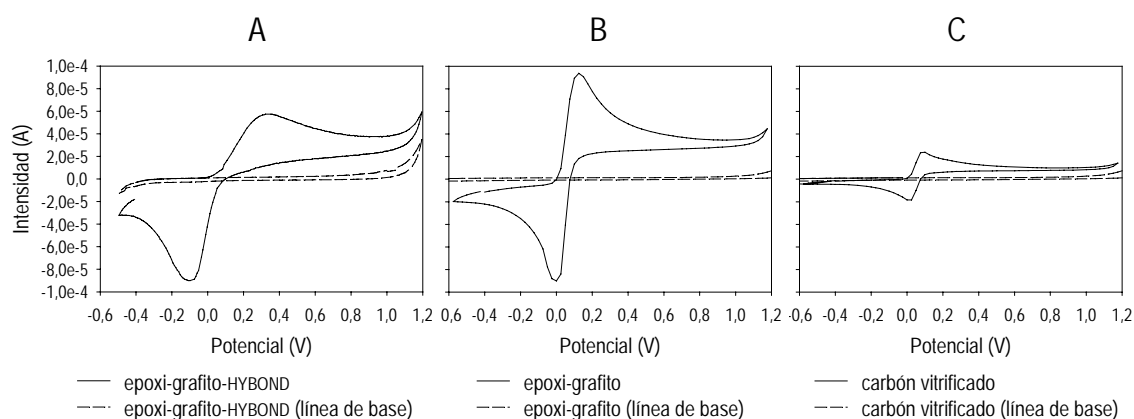 A B C
Intensidad (A)
1,0e-4
8,0e-5
6,0e-5
4,0e-5
2,0e-5
0,0
-2,0e-5
-4,0e-5
-6,0e-5
-8,0e-5
-1,0e-4
-0,6 -0,4 -0,2 0,0 0,2 0,4 0,6 0,8 1,0 1,2
-0,6 -0,4 -0,2 0,0 0,2 0,4 0,6 0,8 1,0 1,2
-0,6 -0,4 -0,2 0,0 0,2 0,4 0,6 0,8 1,0 1,2
Potencial (V) Potencial (V) Potencial (V)
epoxi-grafito-HYBOND
epoxi-grafito-HYBOND (línea de base)
epoxi-grafito
epoxi-grafito (línea de base)
carbón vitrificado
carbón vitrificado (línea de base)